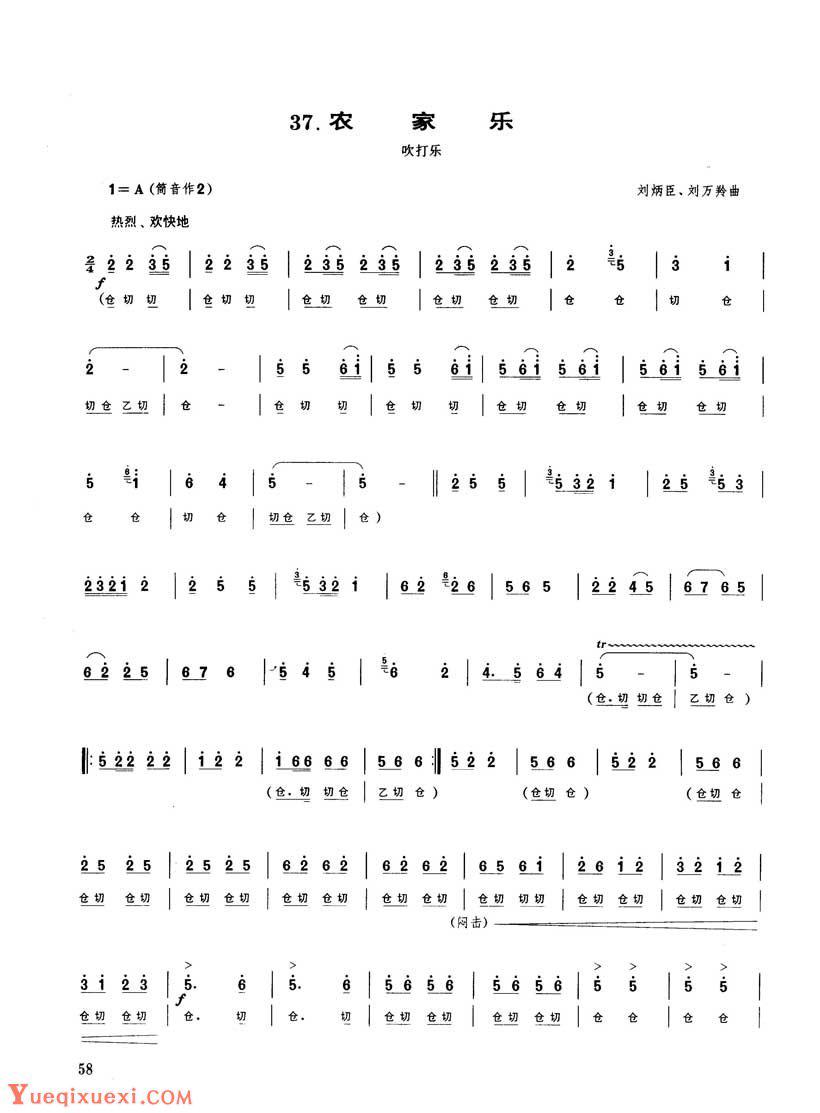 37. 农 家 乐
吹打乐
1 = A (筒音作2) 刘炳臣、刘万羚曲
热烈、欢快地
2/4 2 2 3 5 | 2 2 3 5 | 2 3 5 2 3 5 | 2 3 5 2 3 5 | 2 5 | 3 1 |
f
(仓 切 切 | 仓 切 切 | 仓 切 仓 切 | 仓 切 仓 切 | 仓 仓 | 切 仓 |
2 - | 2 - | 5 5 6 1 | 5 5 6 1 | 5 6 1 5 6 1 | 5 6 1 5 6 1 |
切 仓 乙 切 | 仓 - | 仓 切 切 | 仓 切 切 | 仓 切 仓 切 | 仓 切 仓 切 |
5 6 1 | 6 4 | 5 - | 5 - || 2 5 5 | 3 5 3 2 1 | 2 5 3 5 3 |
仓 仓 | 切 仓 | 切 仓 乙 切 | 仓 )
2 3 2 1 2 | 2 5 5 | 3 5 3 2 1 | 6 2 6 2 6 | 5 6 5 | 2 2 4 5 | 6 7 6 5 |
tr
6 2 2 5 | 6 7 6 | 5 4 5 | 5 6 2 | 4. 5 6 4 | 5 - | 5 - |
(仓. 切 切 仓 | 乙 切 仓 )
||: 5 2 2 2 2 | 1 2 2 | 1 6 6 6 6 | 5 6 6 :|| 5 2 2 | 5 6 6 | 5 2 2 | 5 6 6 |
(仓. 切 切 仓 | 乙 切 仓 ) (仓 切 仓 ) (仓 切 仓 |
2 5 2 5 | 2 5 2 5 | 6 2 6 2 | 6 2 6 2 | 6 5 6 1 | 2 6 1 2 | 3 2 1 2 |
仓 切 仓 切 | 仓 切 仓 切 | 仓 切 仓 切 | 仓 切 仓 切 | 仓 切 切 切 | 仓 切 仓 切 | 仓 切 仓 切 |
(闷击)
3 1 2 3 | 5. 6 | 5. 6 | 5 6 5 6 | 5 6 5 6 | 5 5 | 5 5 |
f
仓 切 仓 切 | 仓. 切 | 仓. 切 | 仓 切 仓 切 | 仓 切 仓 切 | 仓 仓 | 仓 仓 |
58
Yueqixuexi.com